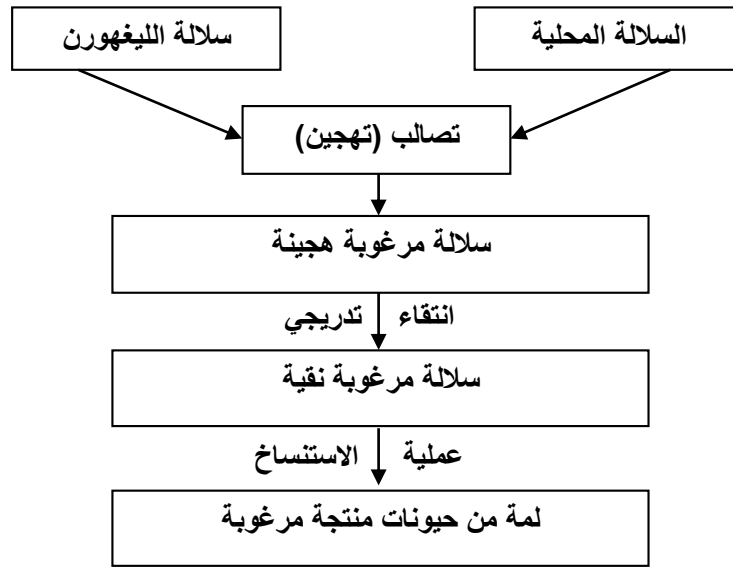 السلالة المحلية
سلالة الليغهورن
تصالب (تهجين)
سلالة مرغوبة هجينة
انتقاء تدريجي
سلالة مرغوبة نقية
عملية الاستنساخ
لمة من حيونات منتجة مرغوبة